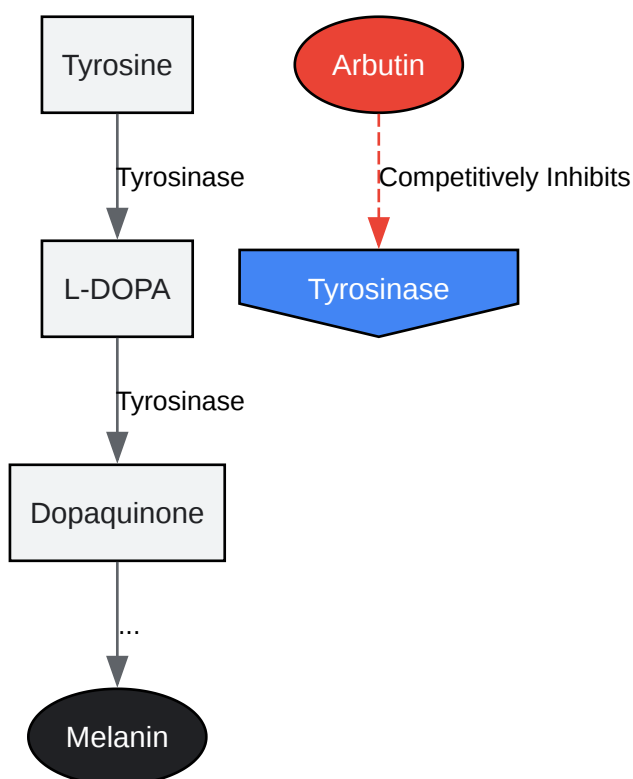 Tyrosine
Arbutin
Tyrosinase
Competitively Inhibits
L-DOPA
Tyrosinase
Tyrosinase
Dopaquinone
...
Melanin